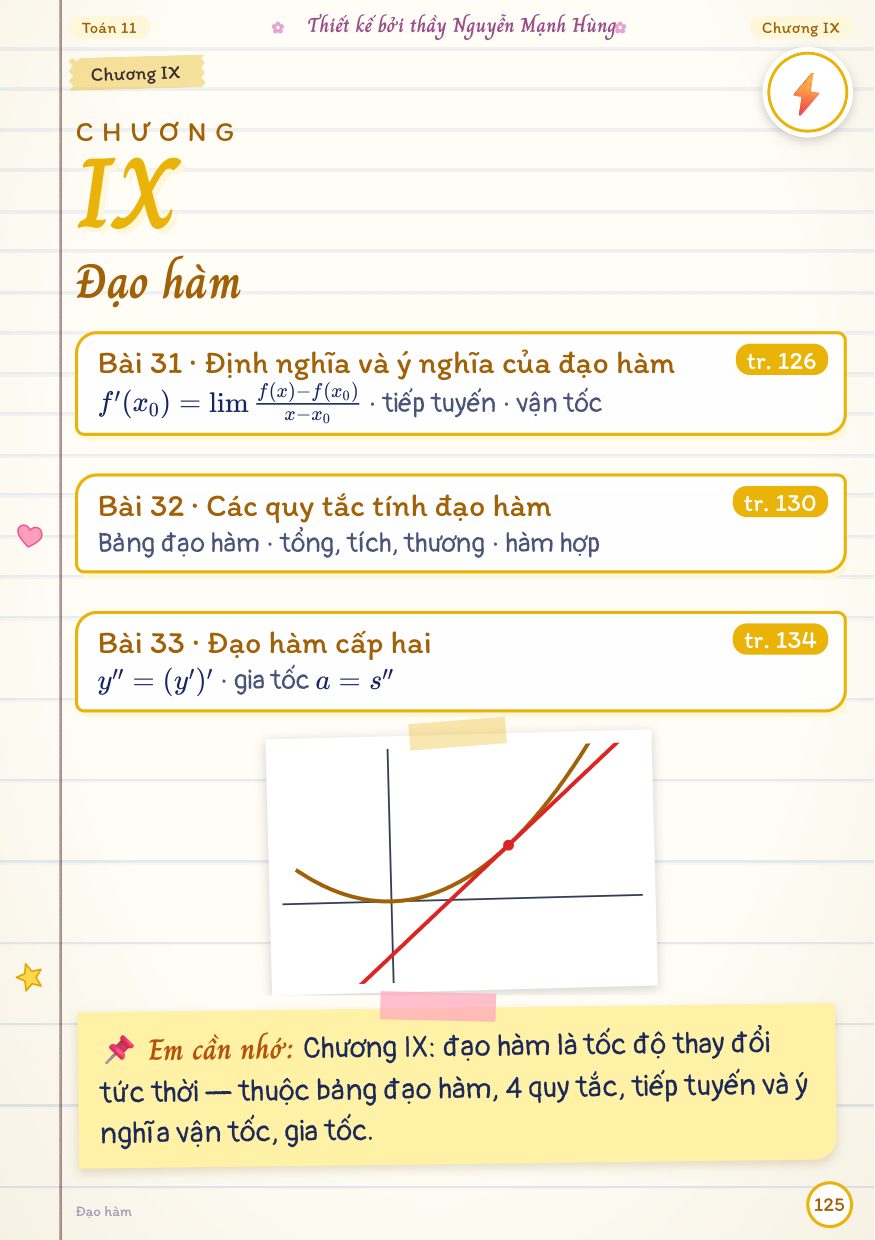 Toán 11
Thiết kế bởi thầy Nguyễn Mạnh Hùng
Chương IX
Chương IX
CHƯƠNG
IX
Đạo hàm
Bài 31 · Định nghĩa và ý nghĩa của đạo hàm
tr. 126
f′(x₀) = lim (f(x)−f(x₀))/(x−x₀) · tiếp tuyến · vận tốc
Bài 32 · Các quy tắc tính đạo hàm
tr. 130
Bảng đạo hàm · tổng, tích, thương · hàm hợp
Bài 33 · Đạo hàm cấp hai
tr. 134
y″ = (y′)′ · gia tốc a = s″
Em cần nhớ: Chương IX: đạo hàm là tốc độ thay đổi
tức thời — thuộc bảng đạo hàm, 4 quy tắc, tiếp tuyến và ý
nghĩa vận tốc, gia tốc.
Đạo hàm
125